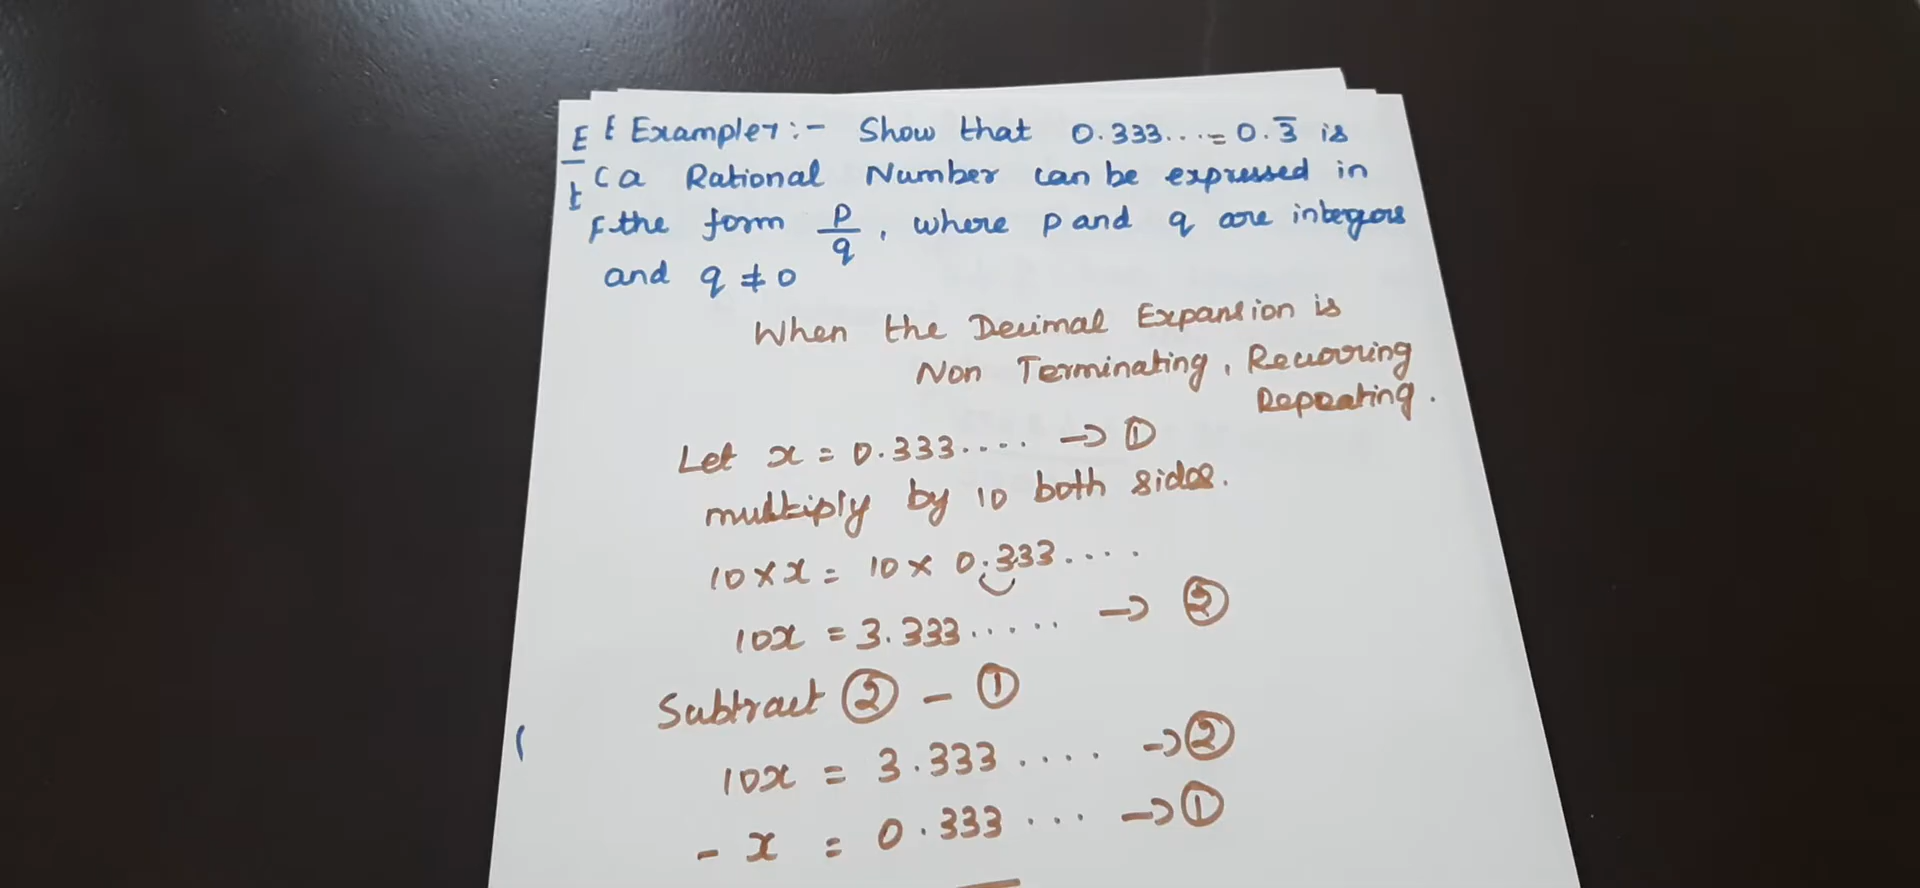 Example:- Show that 0.333...= 0.3̅ is
a Rational Number can be expressed in
the form p/q, where p and q are integers
and q ≠ 0
When the Decimal Expansion is
Non Terminating, Recurring
Repeating.
Let x = 0.333.... → ①
multiply by 10 both sides.
10 × x = 10 × 0.333....
10x = 3.333..... → ②
Subtract ② - ①
10x = 3.333 .... → ②
- x = 0.333 ... → ①